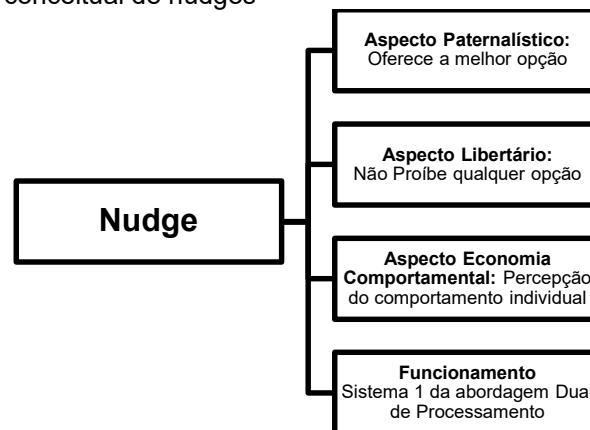 conceitual de nudges
Aspecto Paternalístico:
Oferece a melhor opção
Aspecto Libertário:
Não Proíbe qualquer opção
Nudge
Aspecto Economia
Comportamental: Percepção
do comportamento individual
Funcionamento
Sistema 1 da abordagem Dual
de Processamento